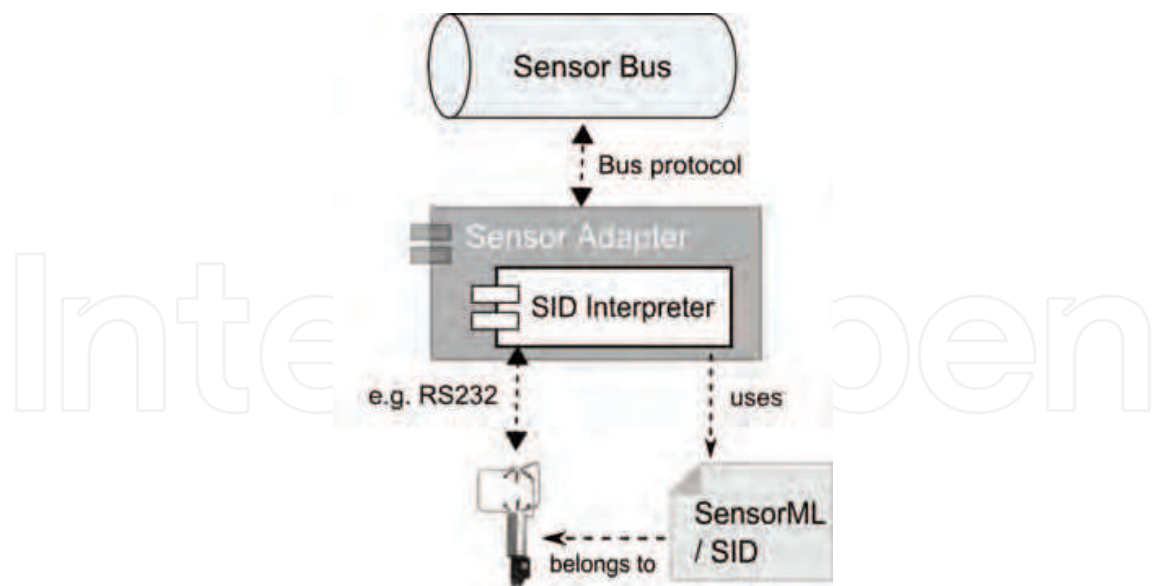 Sensor Bus
Bus protocol
Sensor Adapter
SID Interpreter
e.g. RS232
uses
SensorML
/ SID
belongs to